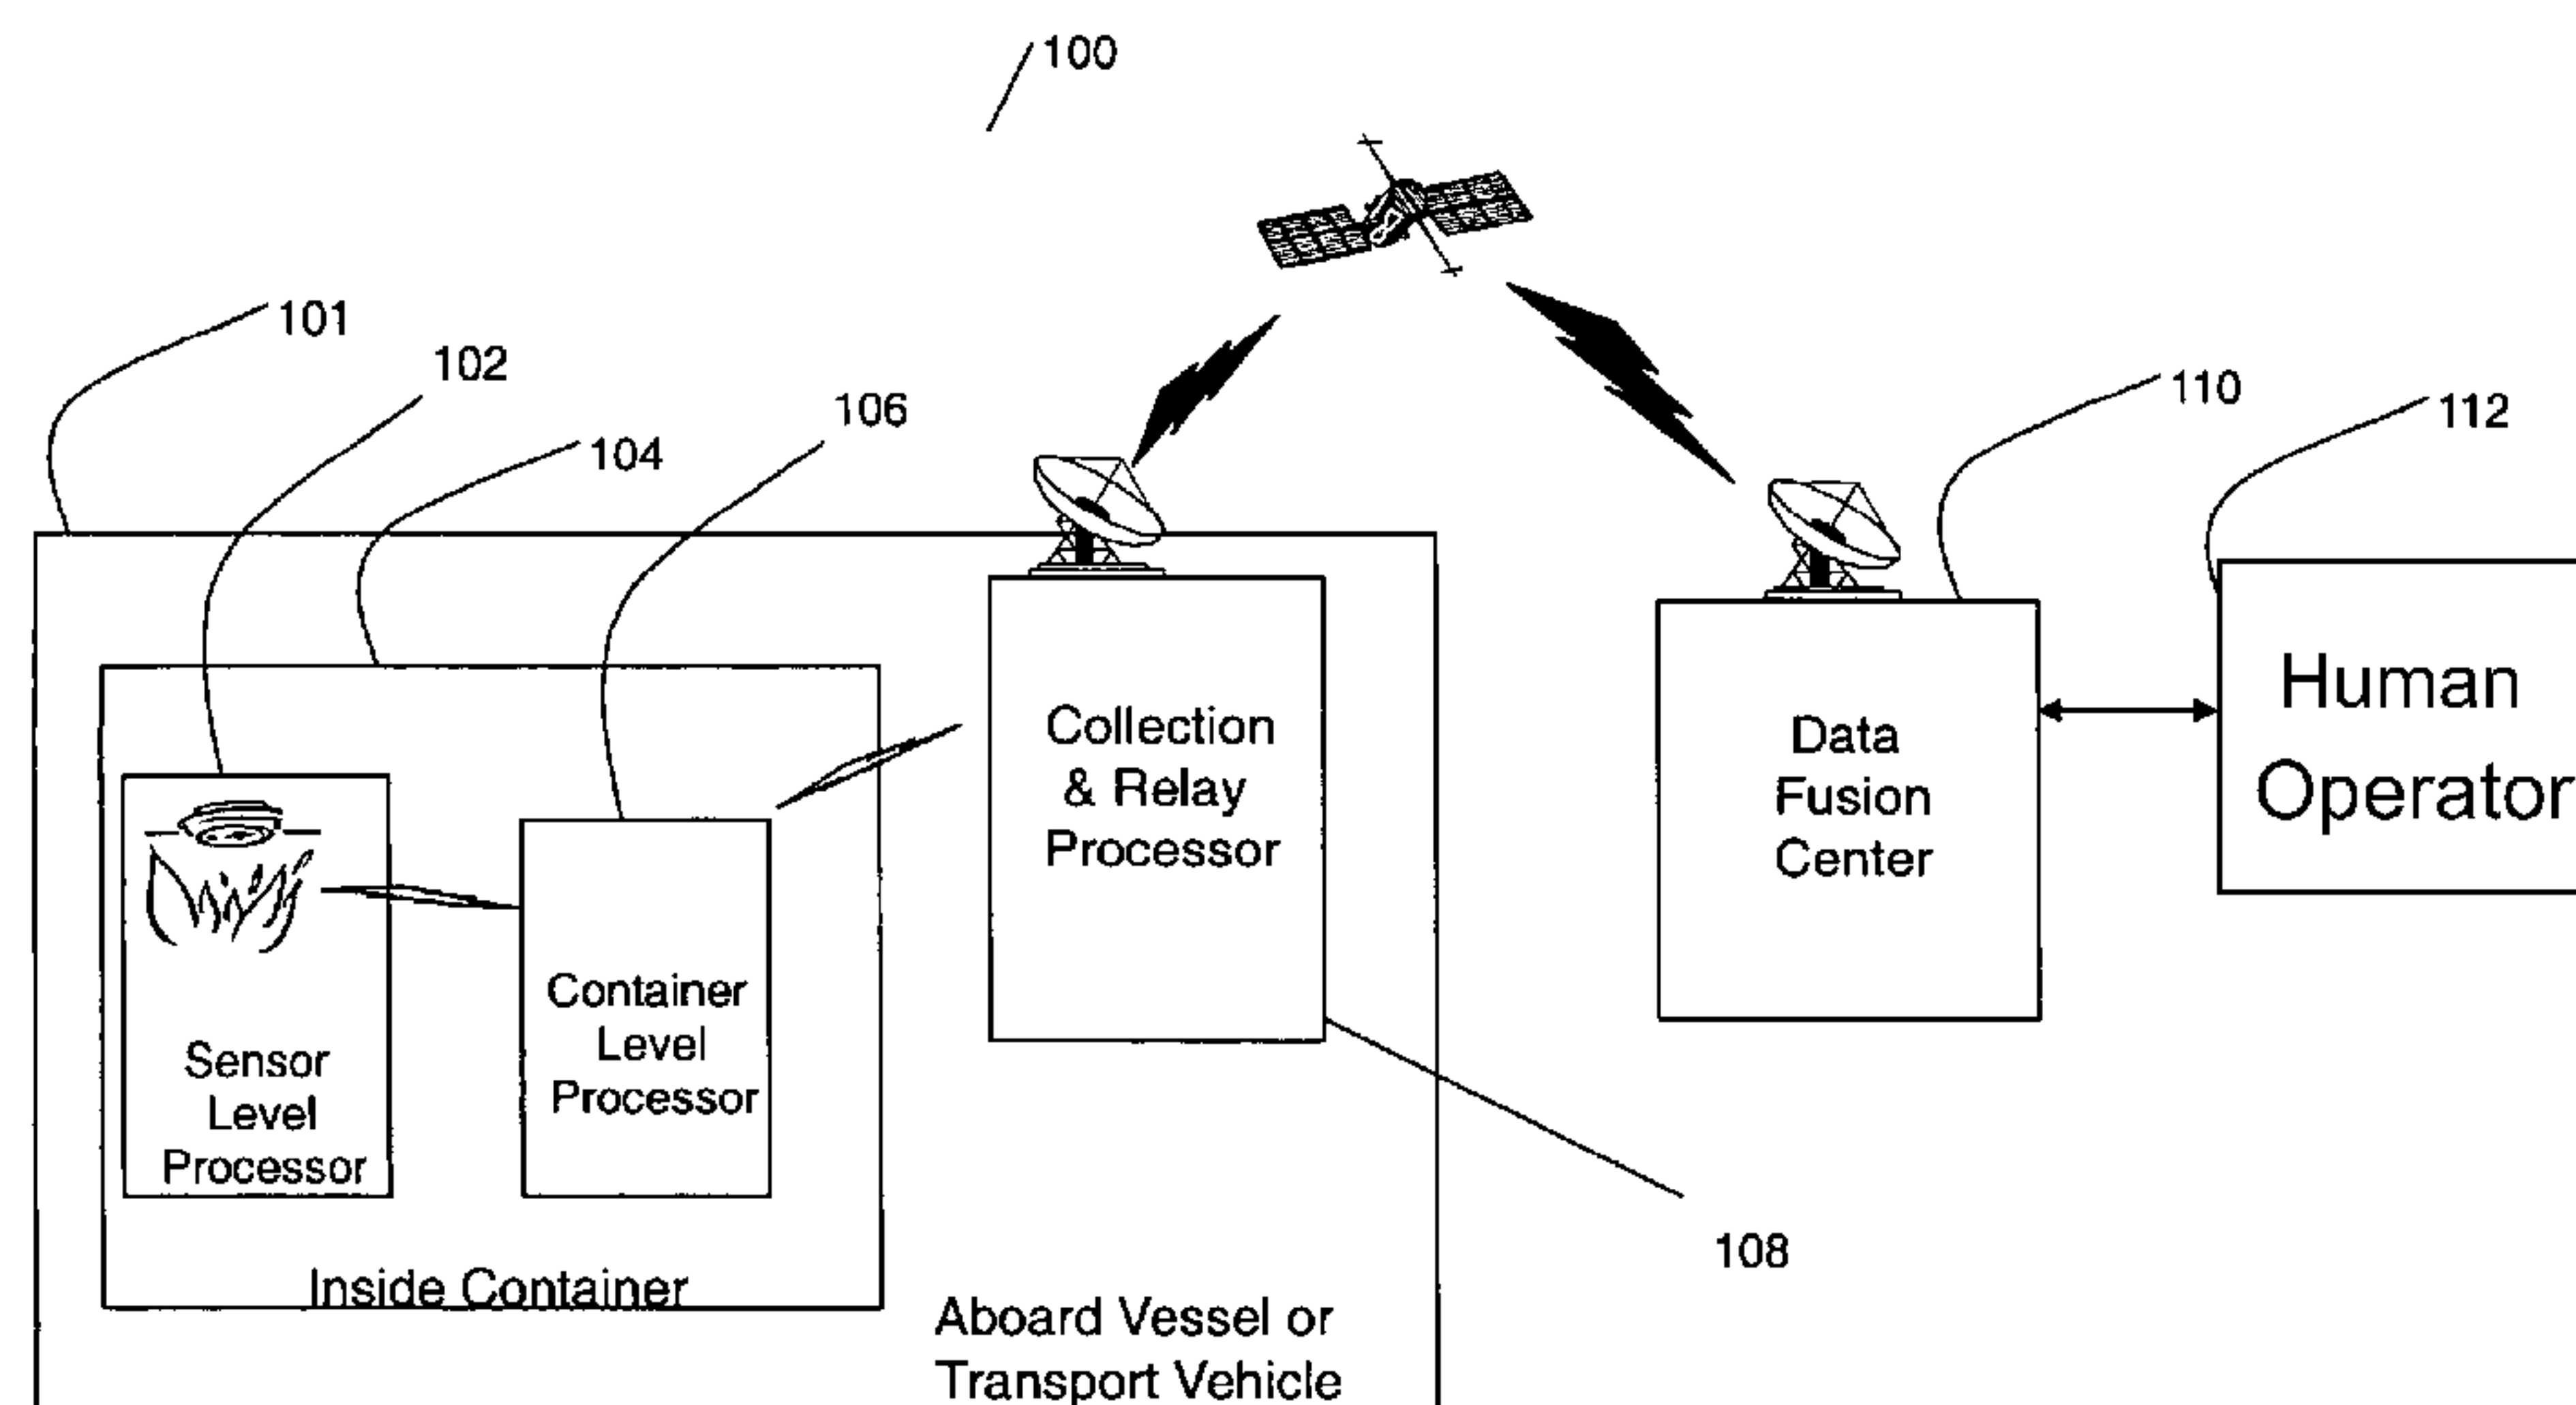 100
101
102
104
106
110
112
Collection
& Relay
Processor
Data
Fusion
Center
Human
Operator
Container
Level
Processor
Sensor
Level
Processor
108
Inside Container
Aboard Vessel or
Transport Vehicle